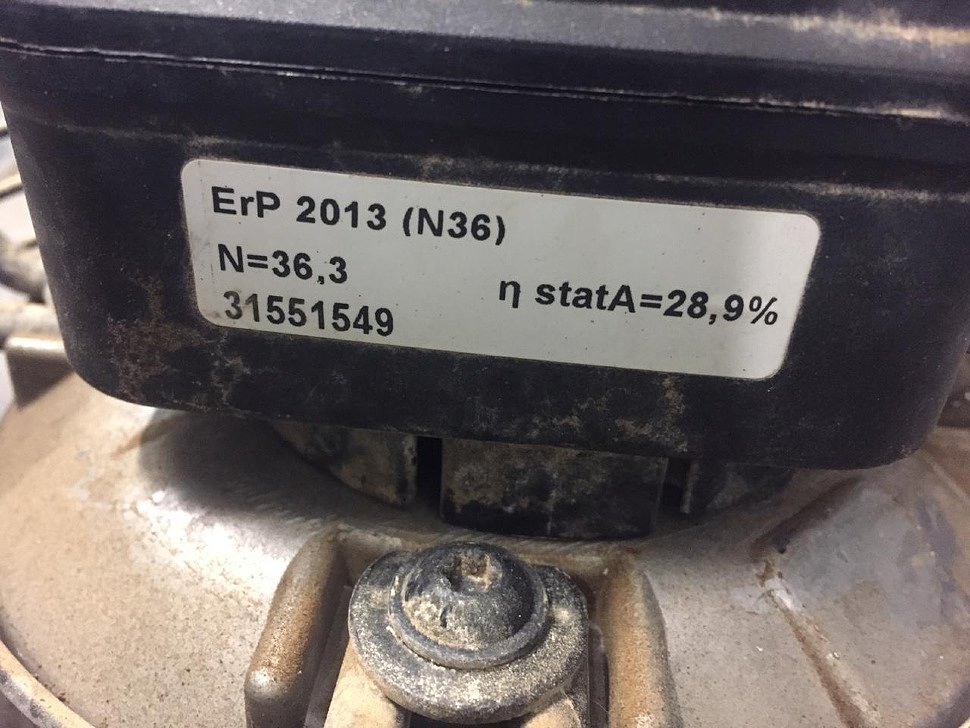 ErP 2013 (N36)
N=36,3
η statA=28,9%
31551549